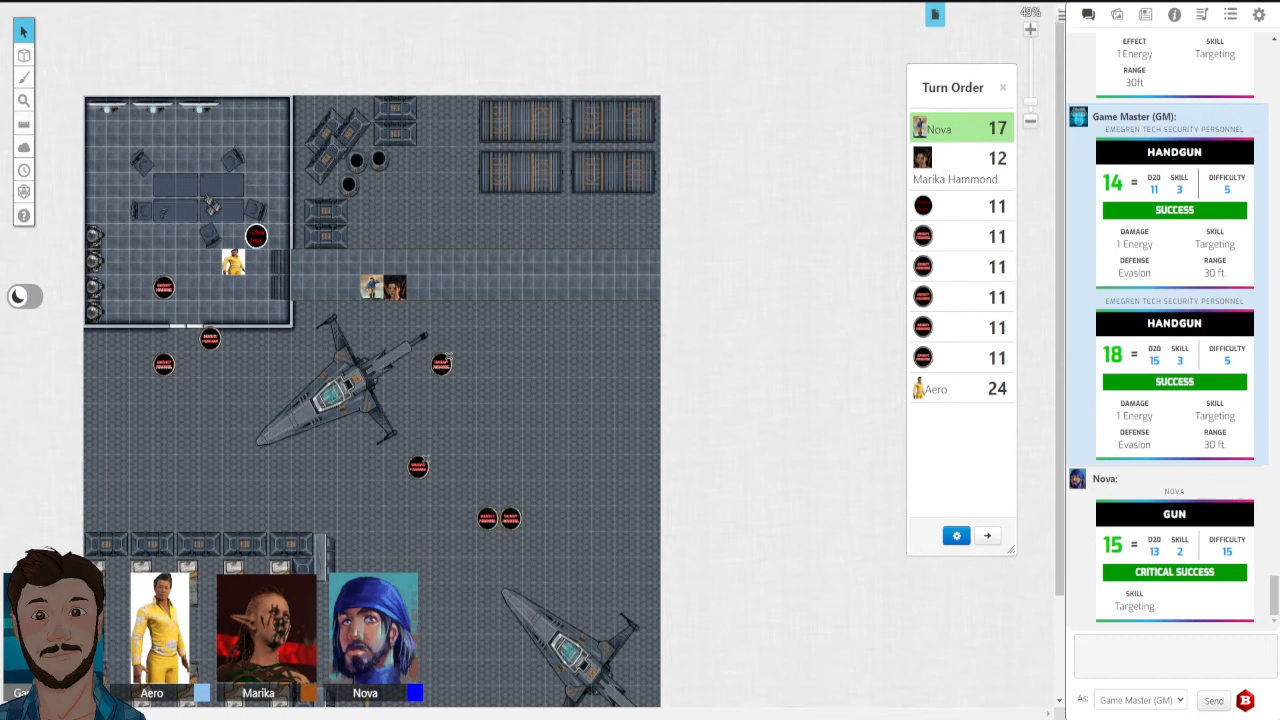 49%
Turn Order ×
Nova 17
12
Marika Hammond
11
11
11
11
11
11
Aero 24
EFFECT SKILL
1 Energy Targeting
RANGE
30ft
Game Master (GM):
EMEGREN TECH SECURITY PERSONNEL
HANDGUN
D20 SKILL DIFFICULTY
14 = 11 3 5
SUCCESS
DAMAGE SKILL
1 Energy Targeting
DEFENSE RANGE
Evasion 30 ft.
EMEGREN TECH SECURITY PERSONNEL
HANDGUN
D20 SKILL DIFFICULTY
18 = 15 3 5
SUCCESS
DAMAGE SKILL
1 Energy Targeting
DEFENSE RANGE
Evasion 30 ft.
Nova:
NOVA
GUN
D20 SKILL DIFFICULTY
15 = 13 2 15
CRITICAL SUCCESS
SKILL
Targeting
As: Game Master (GM) Send
Ga
Aero
Marika
Nova